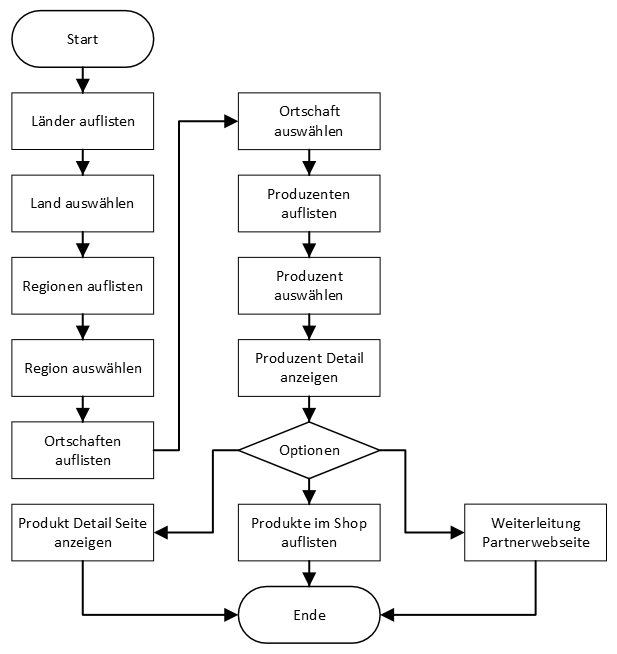 Start
Länder auflisten
Land auswählen
Regionen auflisten
Region auswählen
Ortschaften
auflisten
Ortschaft
auswählen
Produzenten
auflisten
Produzent
auswählen
Produzent Detail
anzeigen
Optionen
Produkt Detail Seite
anzeigen
Produkte im Shop
auflisten
Weiterleitung
Partnerwebseite
Ende